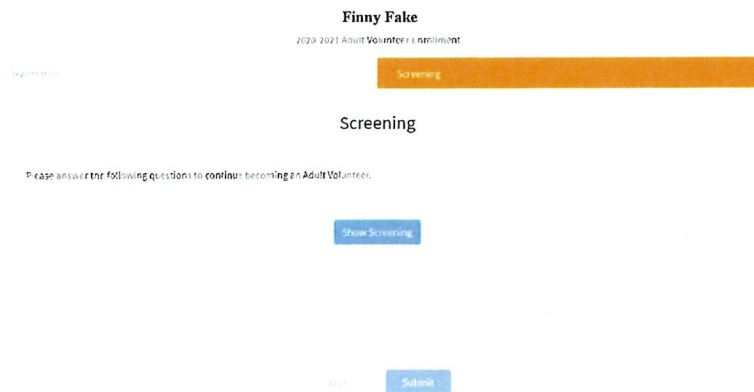 Finny Fake
2020-2021 Adult Volunteer Enrollment
Screening
Screening
Please answer the following questions to continue becoming an Adult Volunteer.
Show Screening
Submit